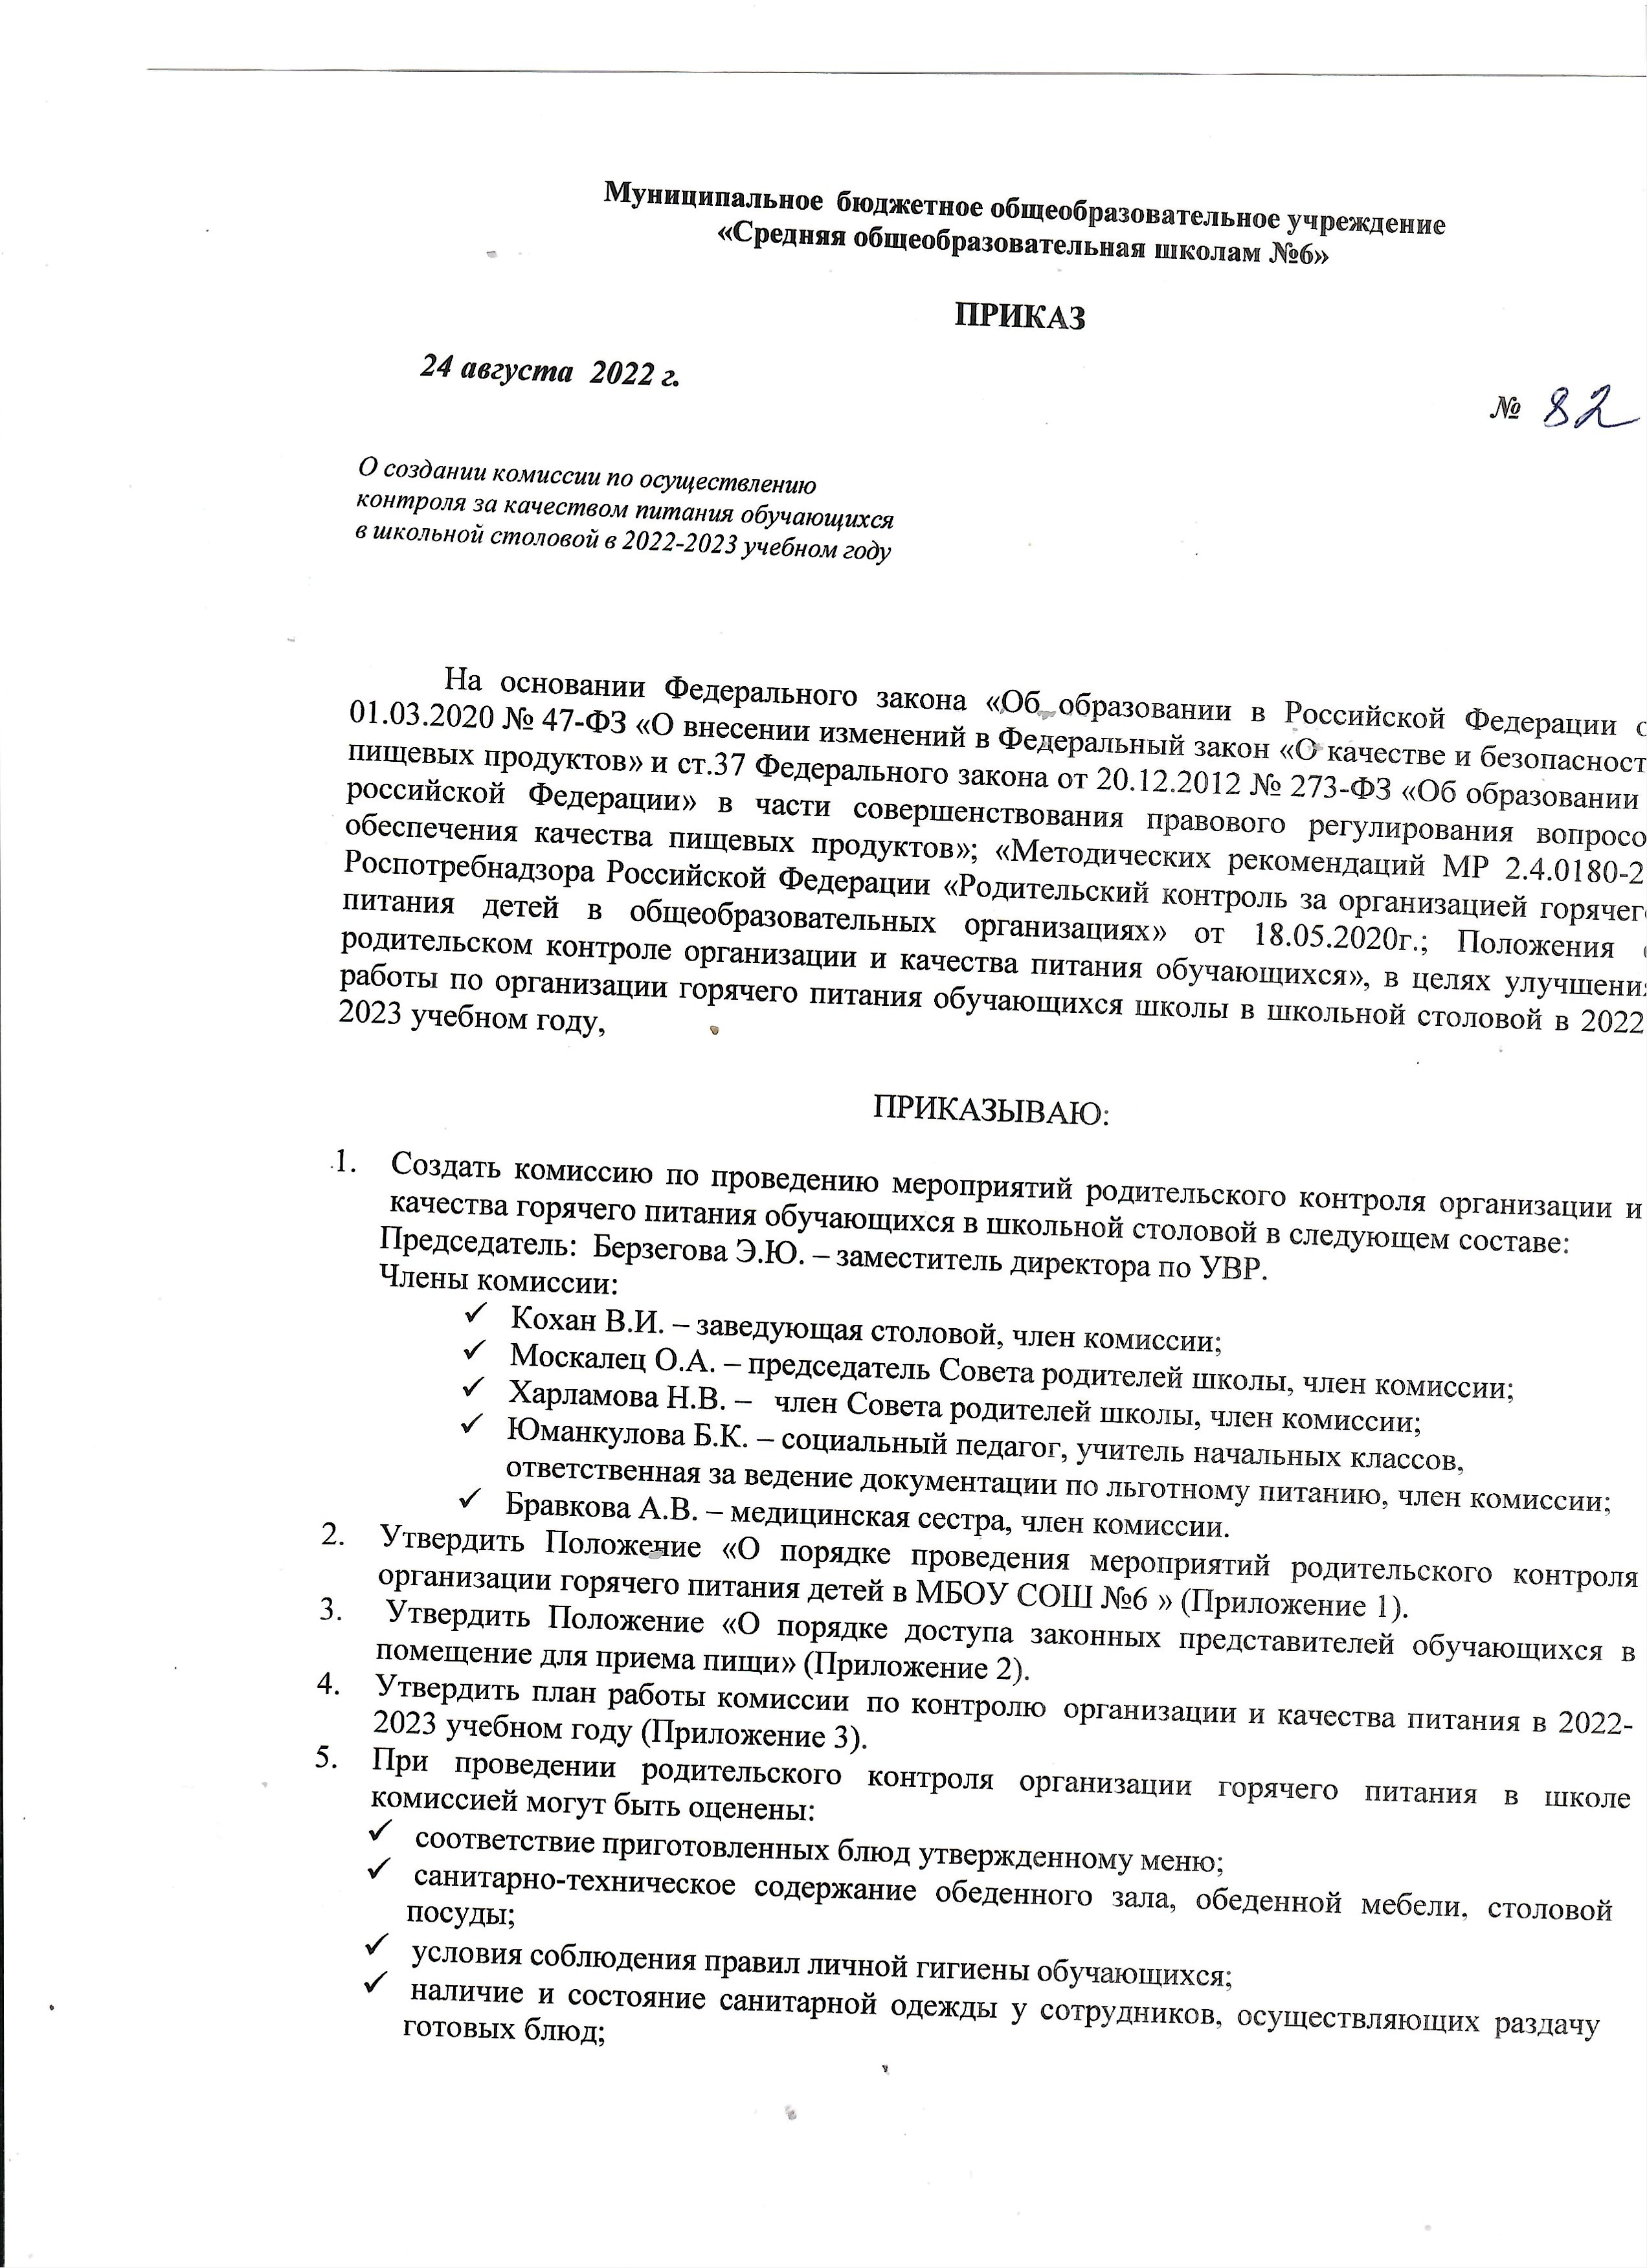 Муниципальное бюджетное общеобразовательное учреждение
«Средняя общеобразовательная школам №6»
ПРИКАЗ
24 августа 2022 г.
№ 82
О создании комиссии по осуществлению
контроля за качеством питания обучающихся
в школьной столовой в 2022-2023 учебном году
На основании Федерального закона «Об образовании в Российской Федерации о
01.03.2020 № 47-ФЗ «О внесении изменений в Федеральный закон «О качестве и безопасност
пищевых продуктов» и ст.37 Федерального закона от 20.12.2012 № 273-ФЗ «Об образовании
российской Федерации» в части совершенствования правового регулирования вопросо
обеспечения качества пищевых продуктов»; «Методических рекомендаций МР 2.4.0180-2
Роспотребнадзора Российской Федерации «Родительский контроль за организацией горячег
питания детей в общеобразовательных организациях» от 18.05.2020г.; Положения
родительском контроле организации и качества питания обучающихся», в целях улучшени
работы по организации горячего питания обучающихся школы в школьной столовой в 2022
2023 учебном году,
ПРИКАЗЫВАЮ:
1. Создать комиссию по проведению мероприятий родительского контроля организации и
качества горячего питания обучающихся в школьной столовой в следующем составе:
Председатель: Берзегова Э.Ю. – заместитель директора по УВР.
Члены комиссии:
✓ Кохан В.И. – заведующая столовой, член комиссии;
✓ Москалец О.А. – председатель Совета родителей школы, член комиссии;
✓ Харламова Н.В. – член Совета родителей школы, член комиссии;
✓ Юманкулова Б.К. – социальный педагог, учитель начальных классов,
ответственная за ведение документации по льготному питанию, член комиссии;
✓ Бравкова А.В. – медицинская сестра, член комиссии.
2. Утвердить Положение «О порядке проведения мероприятий родительского контроля
организации горячего питания детей в МБОУ СОШ №6 » (Приложение 1).
3. Утвердить Положение «О порядке доступа законных представителей обучающихся в
помещение для приема пищи» (Приложение 2).
4. Утвердить план работы комиссии по контролю организации и качества питания в 2022-
2023 учебном году (Приложение 3).
5. При проведении родительского контроля организации горячего питания в школе
комиссией могут быть оценены:
✓ соответствие приготовленных блюд утвержденному меню;
✓ санитарно-техническое содержание обеденного зала, обеденной мебели, столовой
посуды;
✓ условия соблюдения правил личной гигиены обучающихся;
✓ наличие и состояние санитарной одежды у сотрудников, осуществляющих раздачу
готовых блюд;